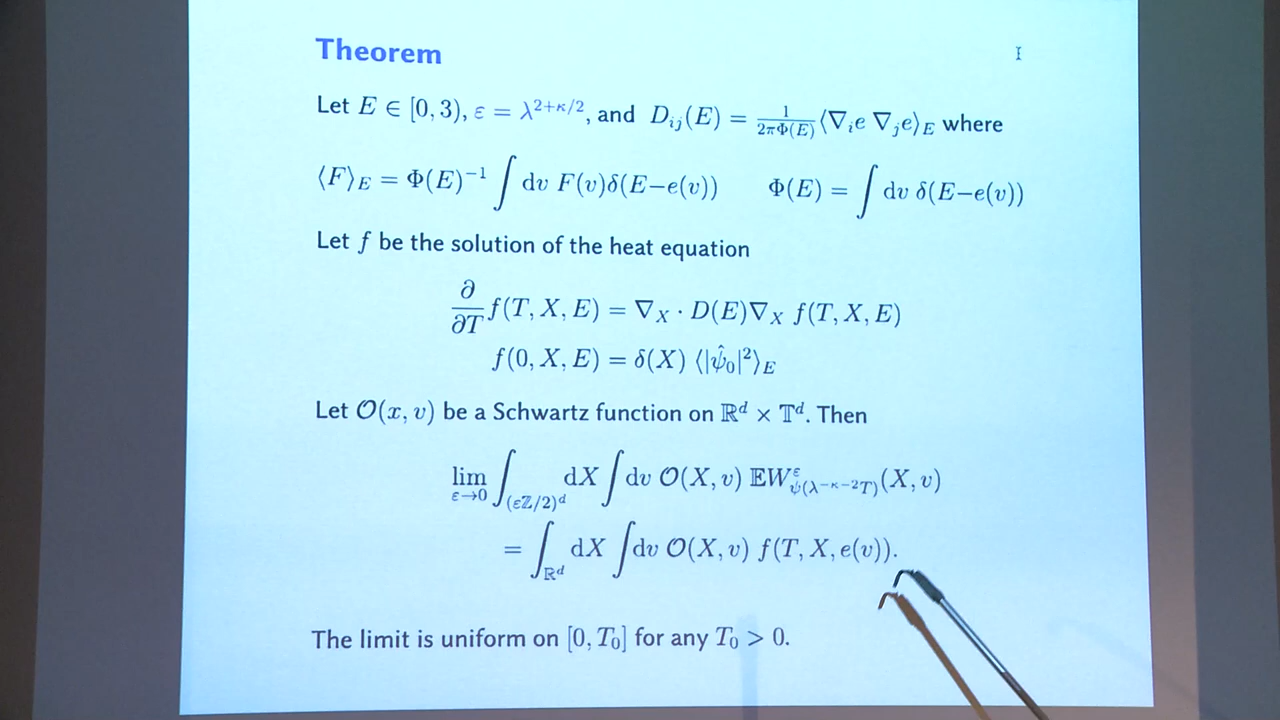 Theorem
Let E ∈ [0, 3), ε = λ^{2+κ/2}, and D_{ij}(E) = \frac{1}{2πΦ(E)} ⟨∇_i e ∇_j e⟩_E where
⟨F⟩_E = Φ(E)^{-1} ∫ dv F(v)δ(E−e(v))   Φ(E) = ∫ dv δ(E−e(v))
Let f be the solution of the heat equation
\frac{∂}{∂T} f(T, X, E) = ∇_X · D(E)∇_X f(T, X, E)
f(0, X, E) = δ(X) ⟨|\hat{ψ}_0|^2⟩_E
Let 𝒪(x, v) be a Schwartz function on ℝ^d × 𝕋^d. Then
\lim_{ε→0} ∫_{(εℤ/2)^d} dX ∫ dv 𝒪(X, v) 𝔼W^ε_{ψ(λ^{-κ-2}T)}(X, v)
= ∫_{ℝ^d} dX ∫ dv 𝒪(X, v) f(T, X, e(v)).
The limit is uniform on [0, T_0] for any T_0 > 0.